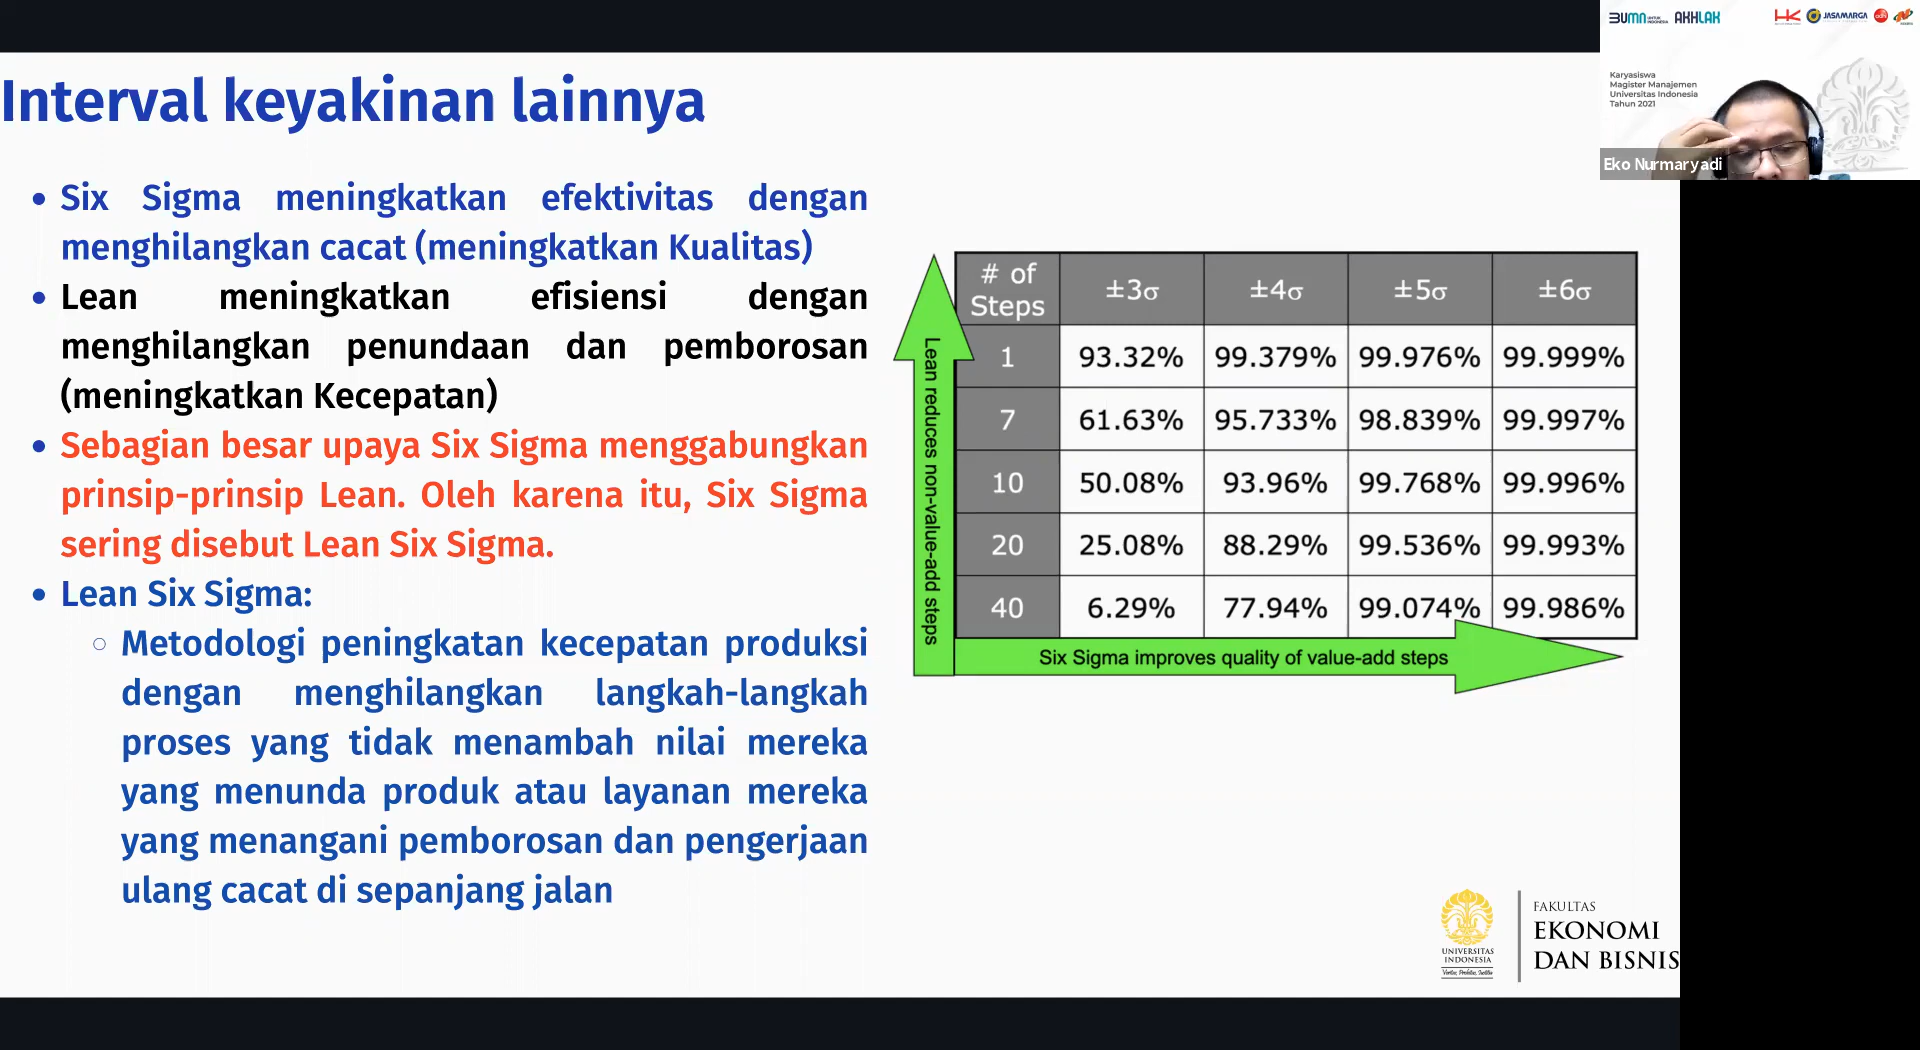 Interval keyakinan lainnya
Six Sigma meningkatkan efektivitas dengan
menghilangkan cacat (meningkatkan Kualitas)
Lean meningkatkan efisiensi dengan
menghilangkan penundaan dan pemborosan
(meningkatkan Kecepatan)
Sebagian besar upaya Six Sigma menggabungkan
prinsip-prinsip Lean. Oleh karena itu, Six Sigma
sering disebut Lean Six Sigma.
Lean Six Sigma:
Metodologi peningkatan kecepatan produksi
dengan menghilangkan langkah-langkah
proses yang tidak menambah nilai mereka
yang menunda produk atau layanan mereka
yang menangani pemborosan dan pengerjaan
ulang cacat di sepanjang jalan
Lean reduces non-value-add steps
# of Steps ±3σ ±4σ ±5σ ±6σ
1 93.32% 99.379% 99.976% 99.999%
7 61.63% 95.733% 98.839% 99.997%
10 50.08% 93.96% 99.768% 99.996%
20 25.08% 88.29% 99.536% 99.993%
40 6.29% 77.94% 99.074% 99.986%
Six Sigma improves quality of value-add steps
UNIVERSITAS
INDONESIA
FAKULTAS
EKONOMI
DAN BISNIS
BUMN UNTUK INDONESIA AKHLAK HK JASAMARGA
Karyasiswa
Magister Manajemen
Universitas Indonesia
Tahun 2021
Eko Nurmaryadi